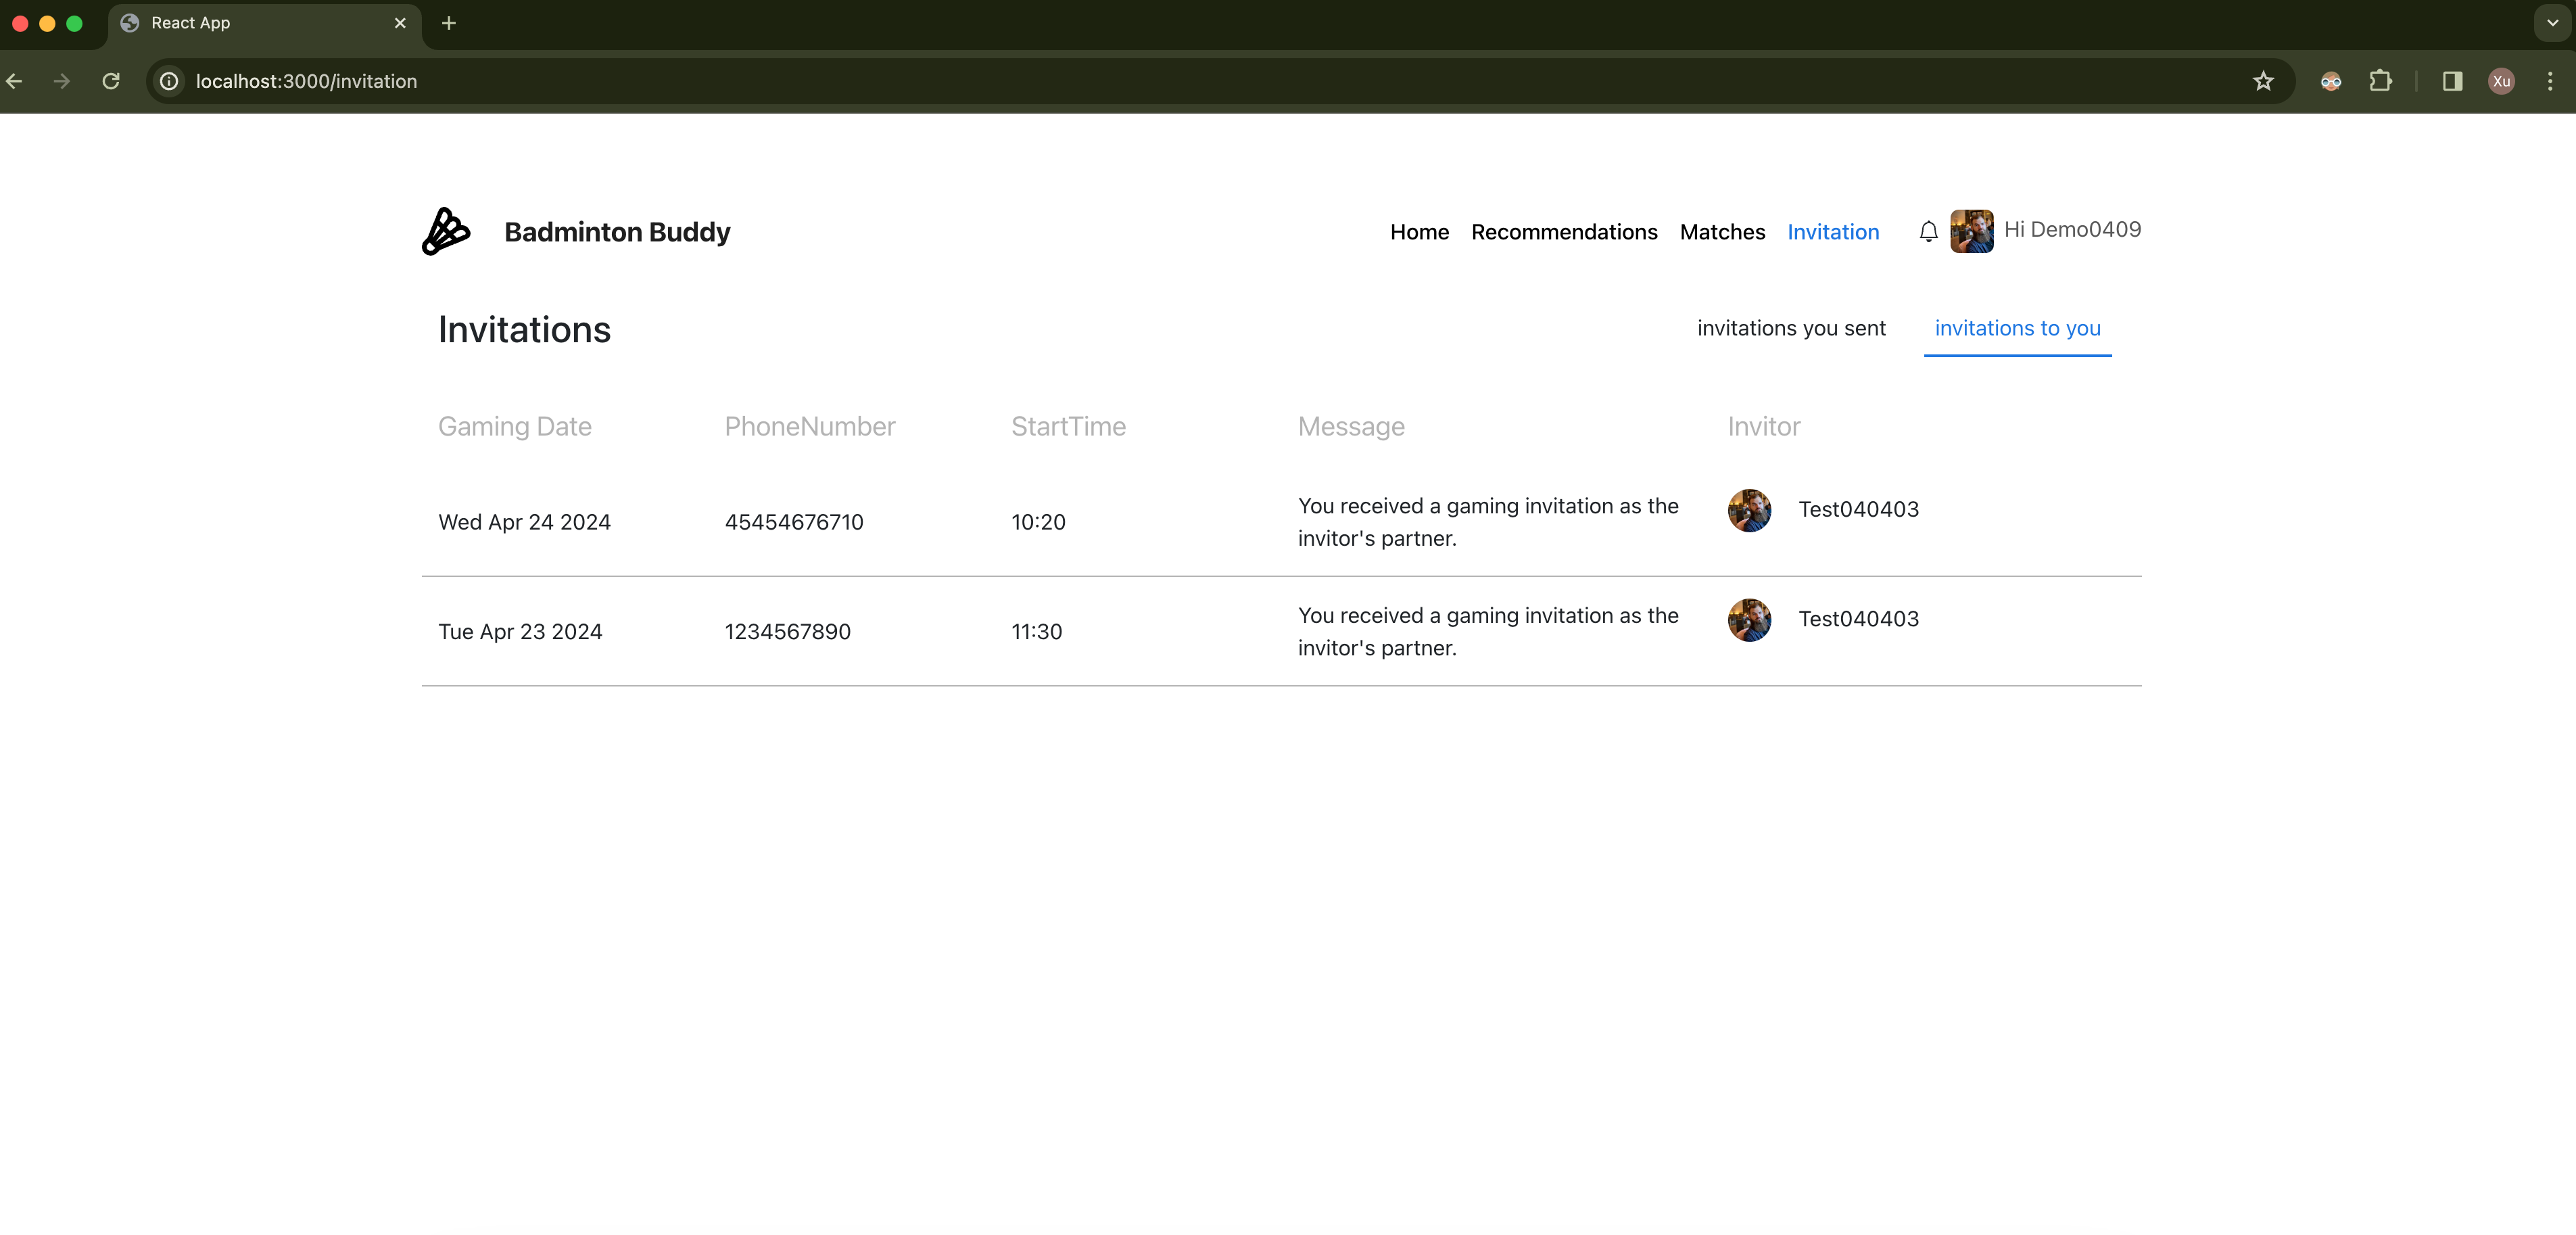 React App
localhost:3000/invitation
Xu
Badminton Buddy
Home Recommendations Matches Invitation Hi Demo0409
Invitations
invitations you sent invitations to you
Gaming Date PhoneNumber StartTime Message Invitor
Wed Apr 24 2024 45454676710 10:20 You received a gaming invitation as the Test040403
invitor's partner.
Tue Apr 23 2024 1234567890 11:30 You received a gaming invitation as the Test040403
invitor's partner.